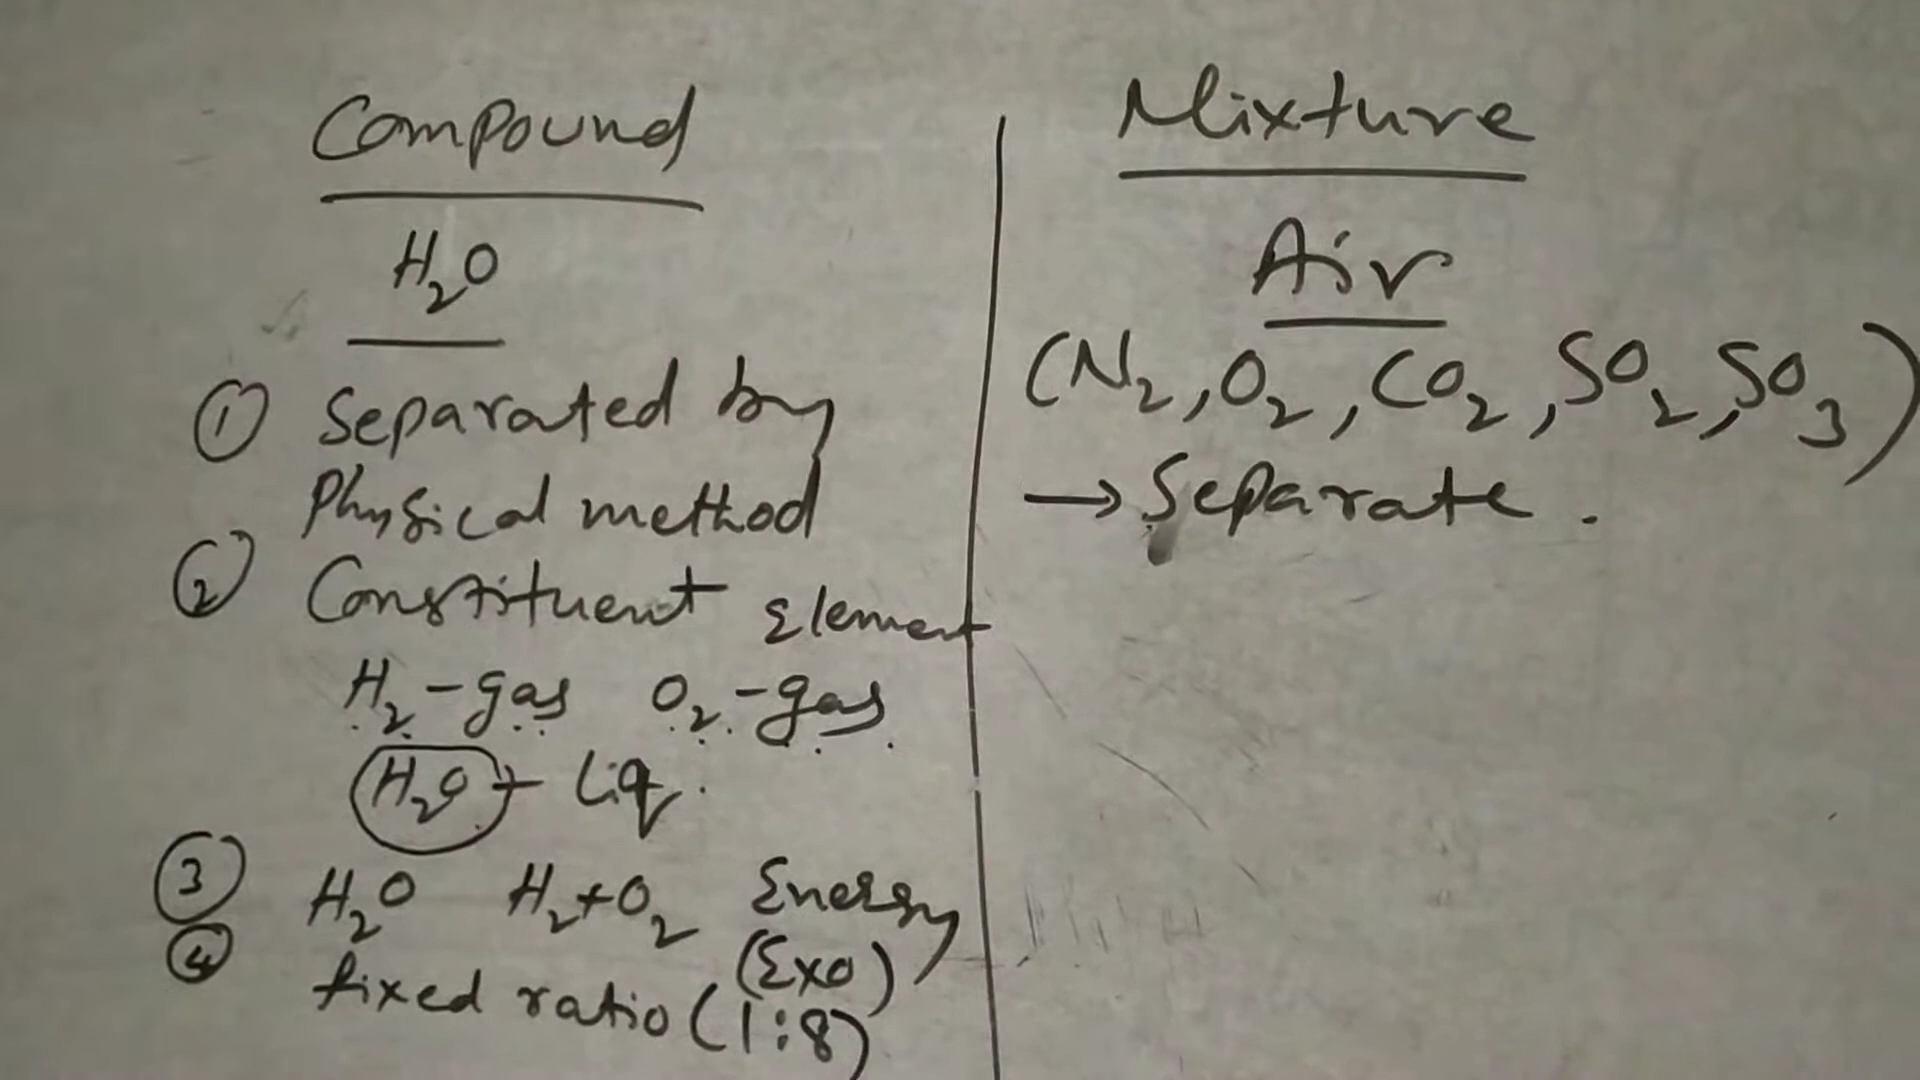 Compound
H₂O
① Separated by
Physical method
② Constituent Element
H₂-gas O₂-gas
H₂O - Liq.
③ H₂O H₂+O₂ Energy
(Exo)
④ fixed ratio (1:8)
Mixture
Air
(N₂, O₂, CO₂, SO₂, SO₃)
→ Separate.